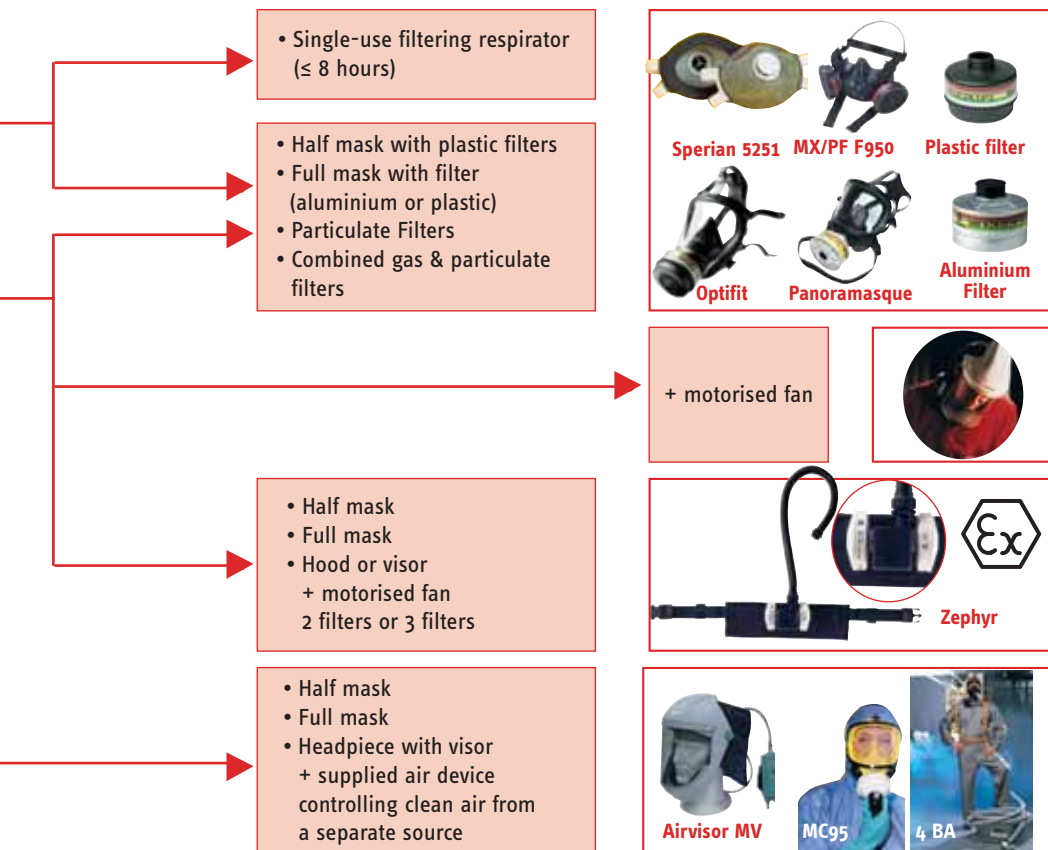 • Single-use filtering respirator
(≤ 8 hours)
• Half mask with plastic filters
• Full mask with filter
(aluminium or plastic)
• Particulate Filters
• Combined gas & particulate
filters
Sperian 5251
MX/PF F950
Plastic filter
Optifit
Panoramasque
Aluminium
Filter
+ motorised fan
• Half mask
• Full mask
• Hood or visor
+ motorised fan
2 filters or 3 filters
Ex
Zephyr
• Half mask
• Full mask
• Headpiece with visor
+ supplied air device
controlling clean air from
a separate source
Airvisor MV
MC95
4 BA